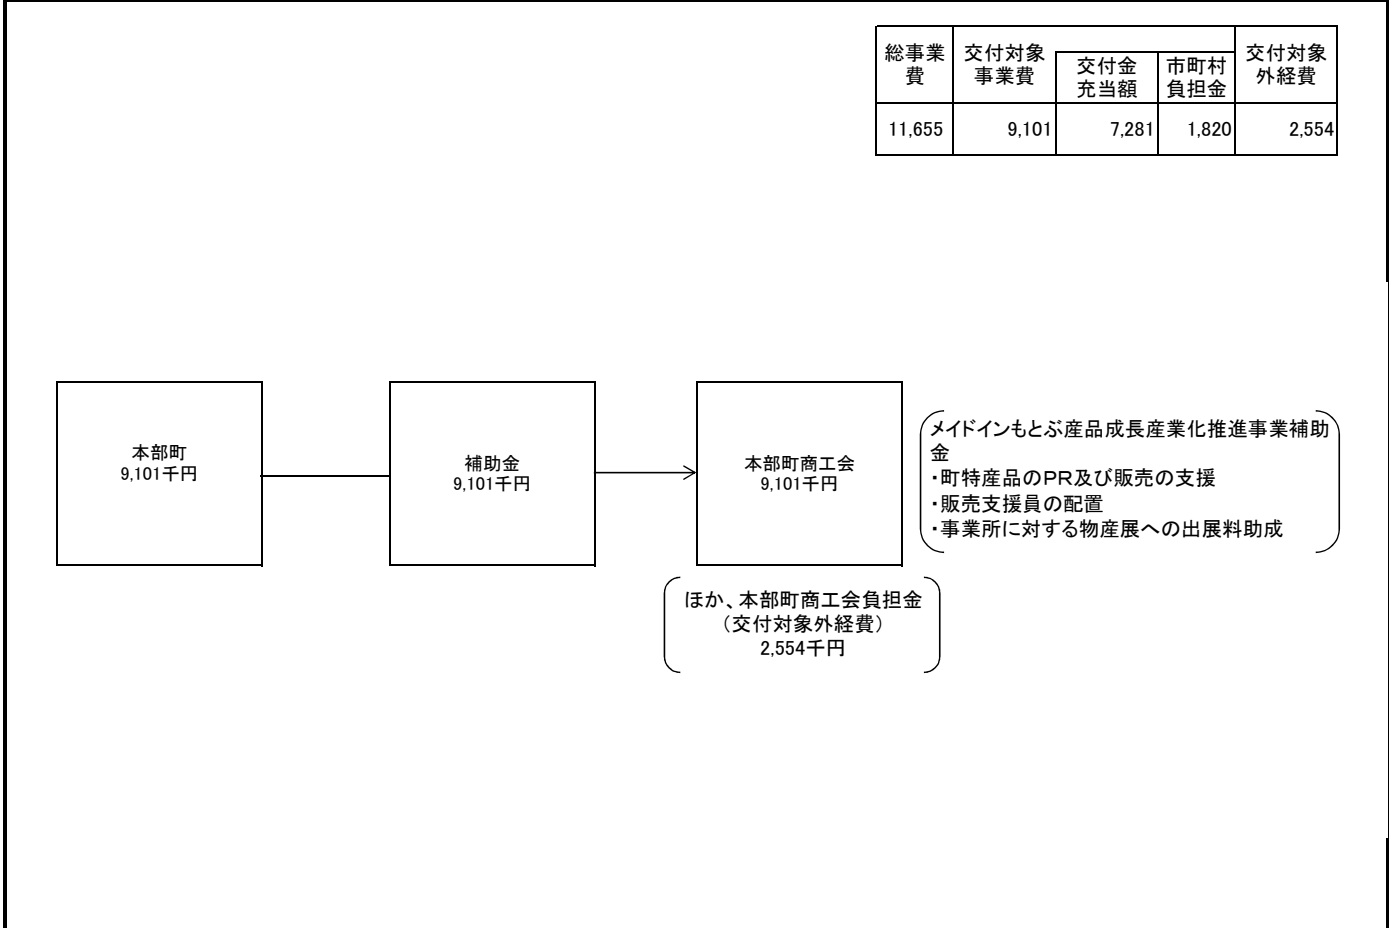 総事業
費
交付対象
事業費
交付金
充当額
市町村
負担金
交付対象
外経費
11,655
9,101
7,281
1,820
2,554
本部町
9,101千円
補助金
9,101千円
本部町商工会
9,101千円
メイドインもとぶ産品成長産業化推進事業補助
金
・町特産品のPR及び販売の支援
・販売支援員の配置
・事業所に対する物産展への出展料助成
ほか、本部町商工会負担金
（交付対象外経費）
2,554千円